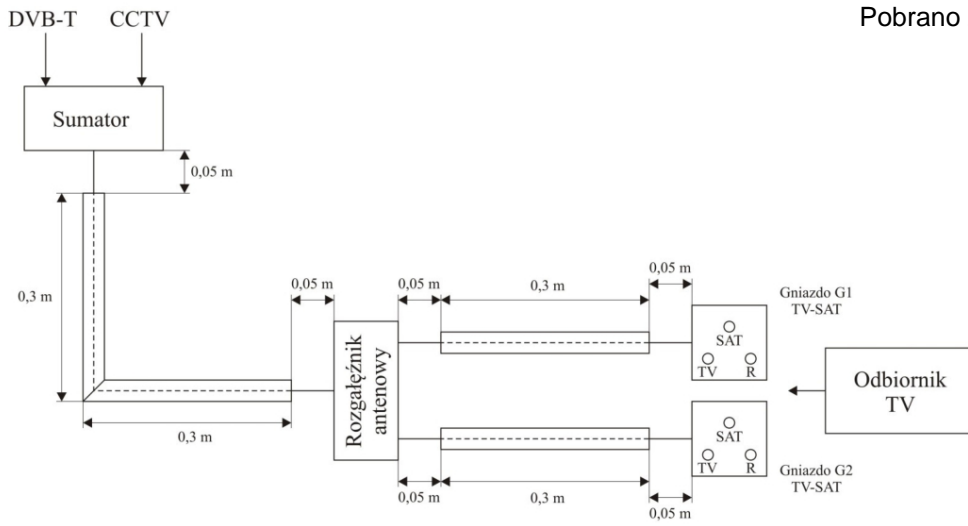 DVB-T
CCTV
Pobrano
Sumator
0,05 m
0,3 m
0,3 m
0,05 m
Rozgałęźnik
antenowy
0,05 m
0,3 m
0,05 m
Gniazdo G1
TV-SAT
SAT
TV
R
Odbiornik
TV
SAT
TV
R
Gniazdo G2
TV-SAT
0,05 m
0,3 m
0,05 m